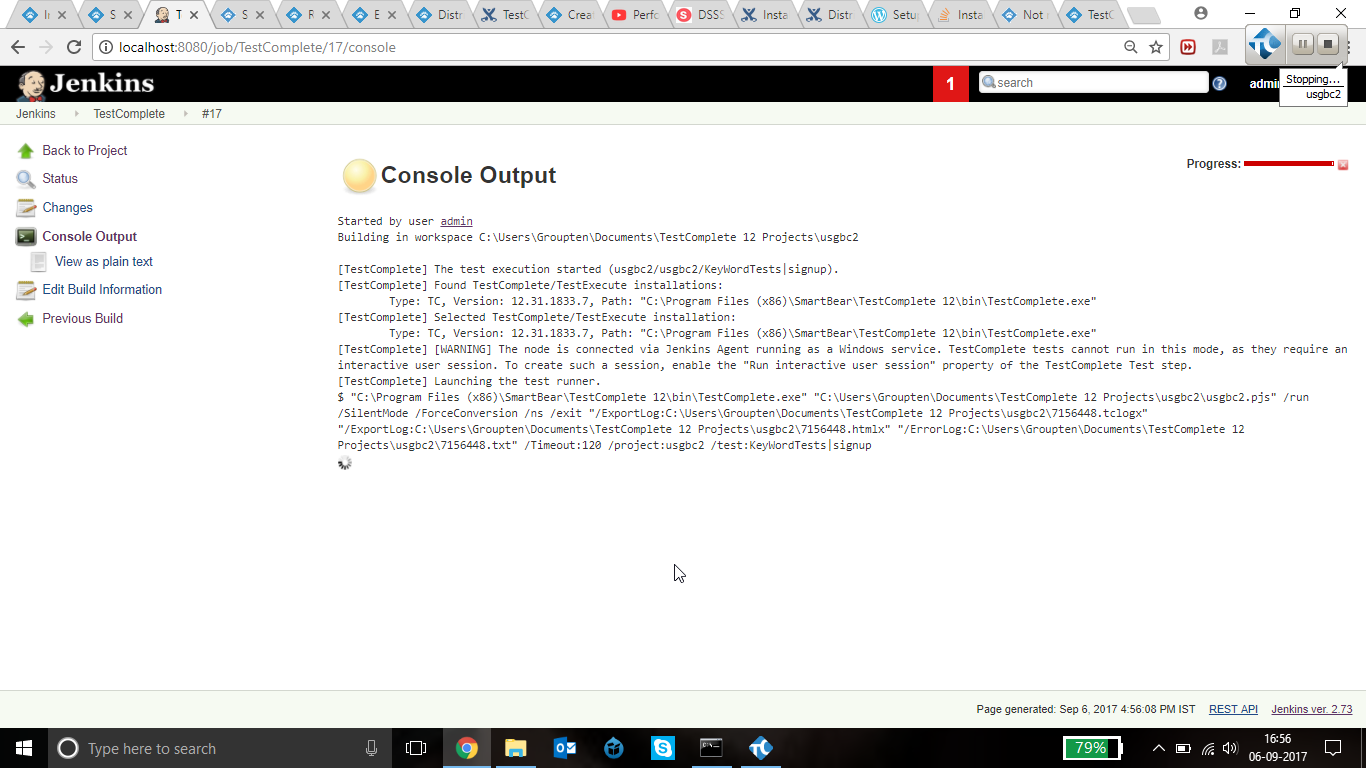 I
S
T
S
R
E
Distr
TestC
Creat
Perfo
DSSS
Insta
Distr
Setup
Insta
Not
TestC
localhost:8080/job/TestComplete/17/console
Stopping...
usgbc2
Jenkins
1
search
admin
Jenkins TestComplete #17
Back to Project
Status
Changes
Console Output
View as plain text
Edit Build Information
Previous Build
Console Output
Progress:
Started by user admin
Building in workspace C:\Users\Groupten\Documents\TestComplete 12 Projects\usgbc2
[TestComplete] The test execution started (usgbc2/usgbc2/KeyWordTests|signup).
[TestComplete] Found TestComplete/TestExecute installations:
Type: TC, Version: 12.31.1833.7, Path: "C:\Program Files (x86)\SmartBear\TestComplete 12\bin\TestComplete.exe"
[TestComplete] Selected TestComplete/TestExecute installation:
Type: TC, Version: 12.31.1833.7, Path: "C:\Program Files (x86)\SmartBear\TestComplete 12\bin\TestComplete.exe"
[TestComplete] [WARNING] The node is connected via Jenkins Agent running as a Windows service. TestComplete tests cannot run in this mode, as they require an
interactive user session. To create such a session, enable the "Run interactive user session" property of the TestComplete Test step.
[TestComplete] Launching the test runner.
$ "C:\Program Files (x86)\SmartBear\TestComplete 12\bin\TestComplete.exe" "C:\Users\Groupten\Documents\TestComplete 12 Projects\usgbc2\usgbc2.pjs" /run
/SilentMode /ForceConversion /ns /exit "/ExportLog:C:\Users\Groupten\Documents\TestComplete 12 Projects\usgbc2\7156448.tclogx"
"/ExportLog:C:\Users\Groupten\Documents\TestComplete 12 Projects\usgbc2\7156448.htmlx" "/ErrorLog:C:\Users\Groupten\Documents\TestComplete 12
Projects\usgbc2\7156448.txt" /Timeout:120 /project:usgbc2 /test:KeyWordTests|signup
Page generated: Sep 6, 2017 4:56:08 PM IST REST API Jenkins ver. 2.73
Type here to search
79%
16:56
06-09-2017